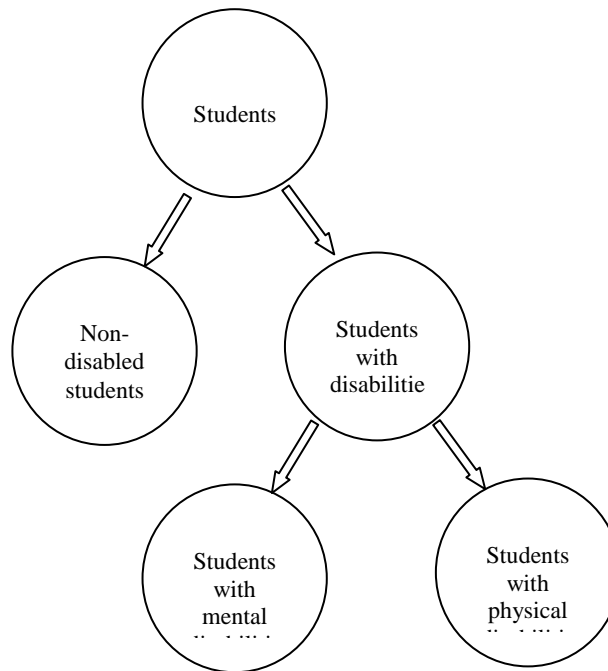 Students
Non-
disabled
students
Students
with
disabilitie
Students
with
mental
Students
with
physical